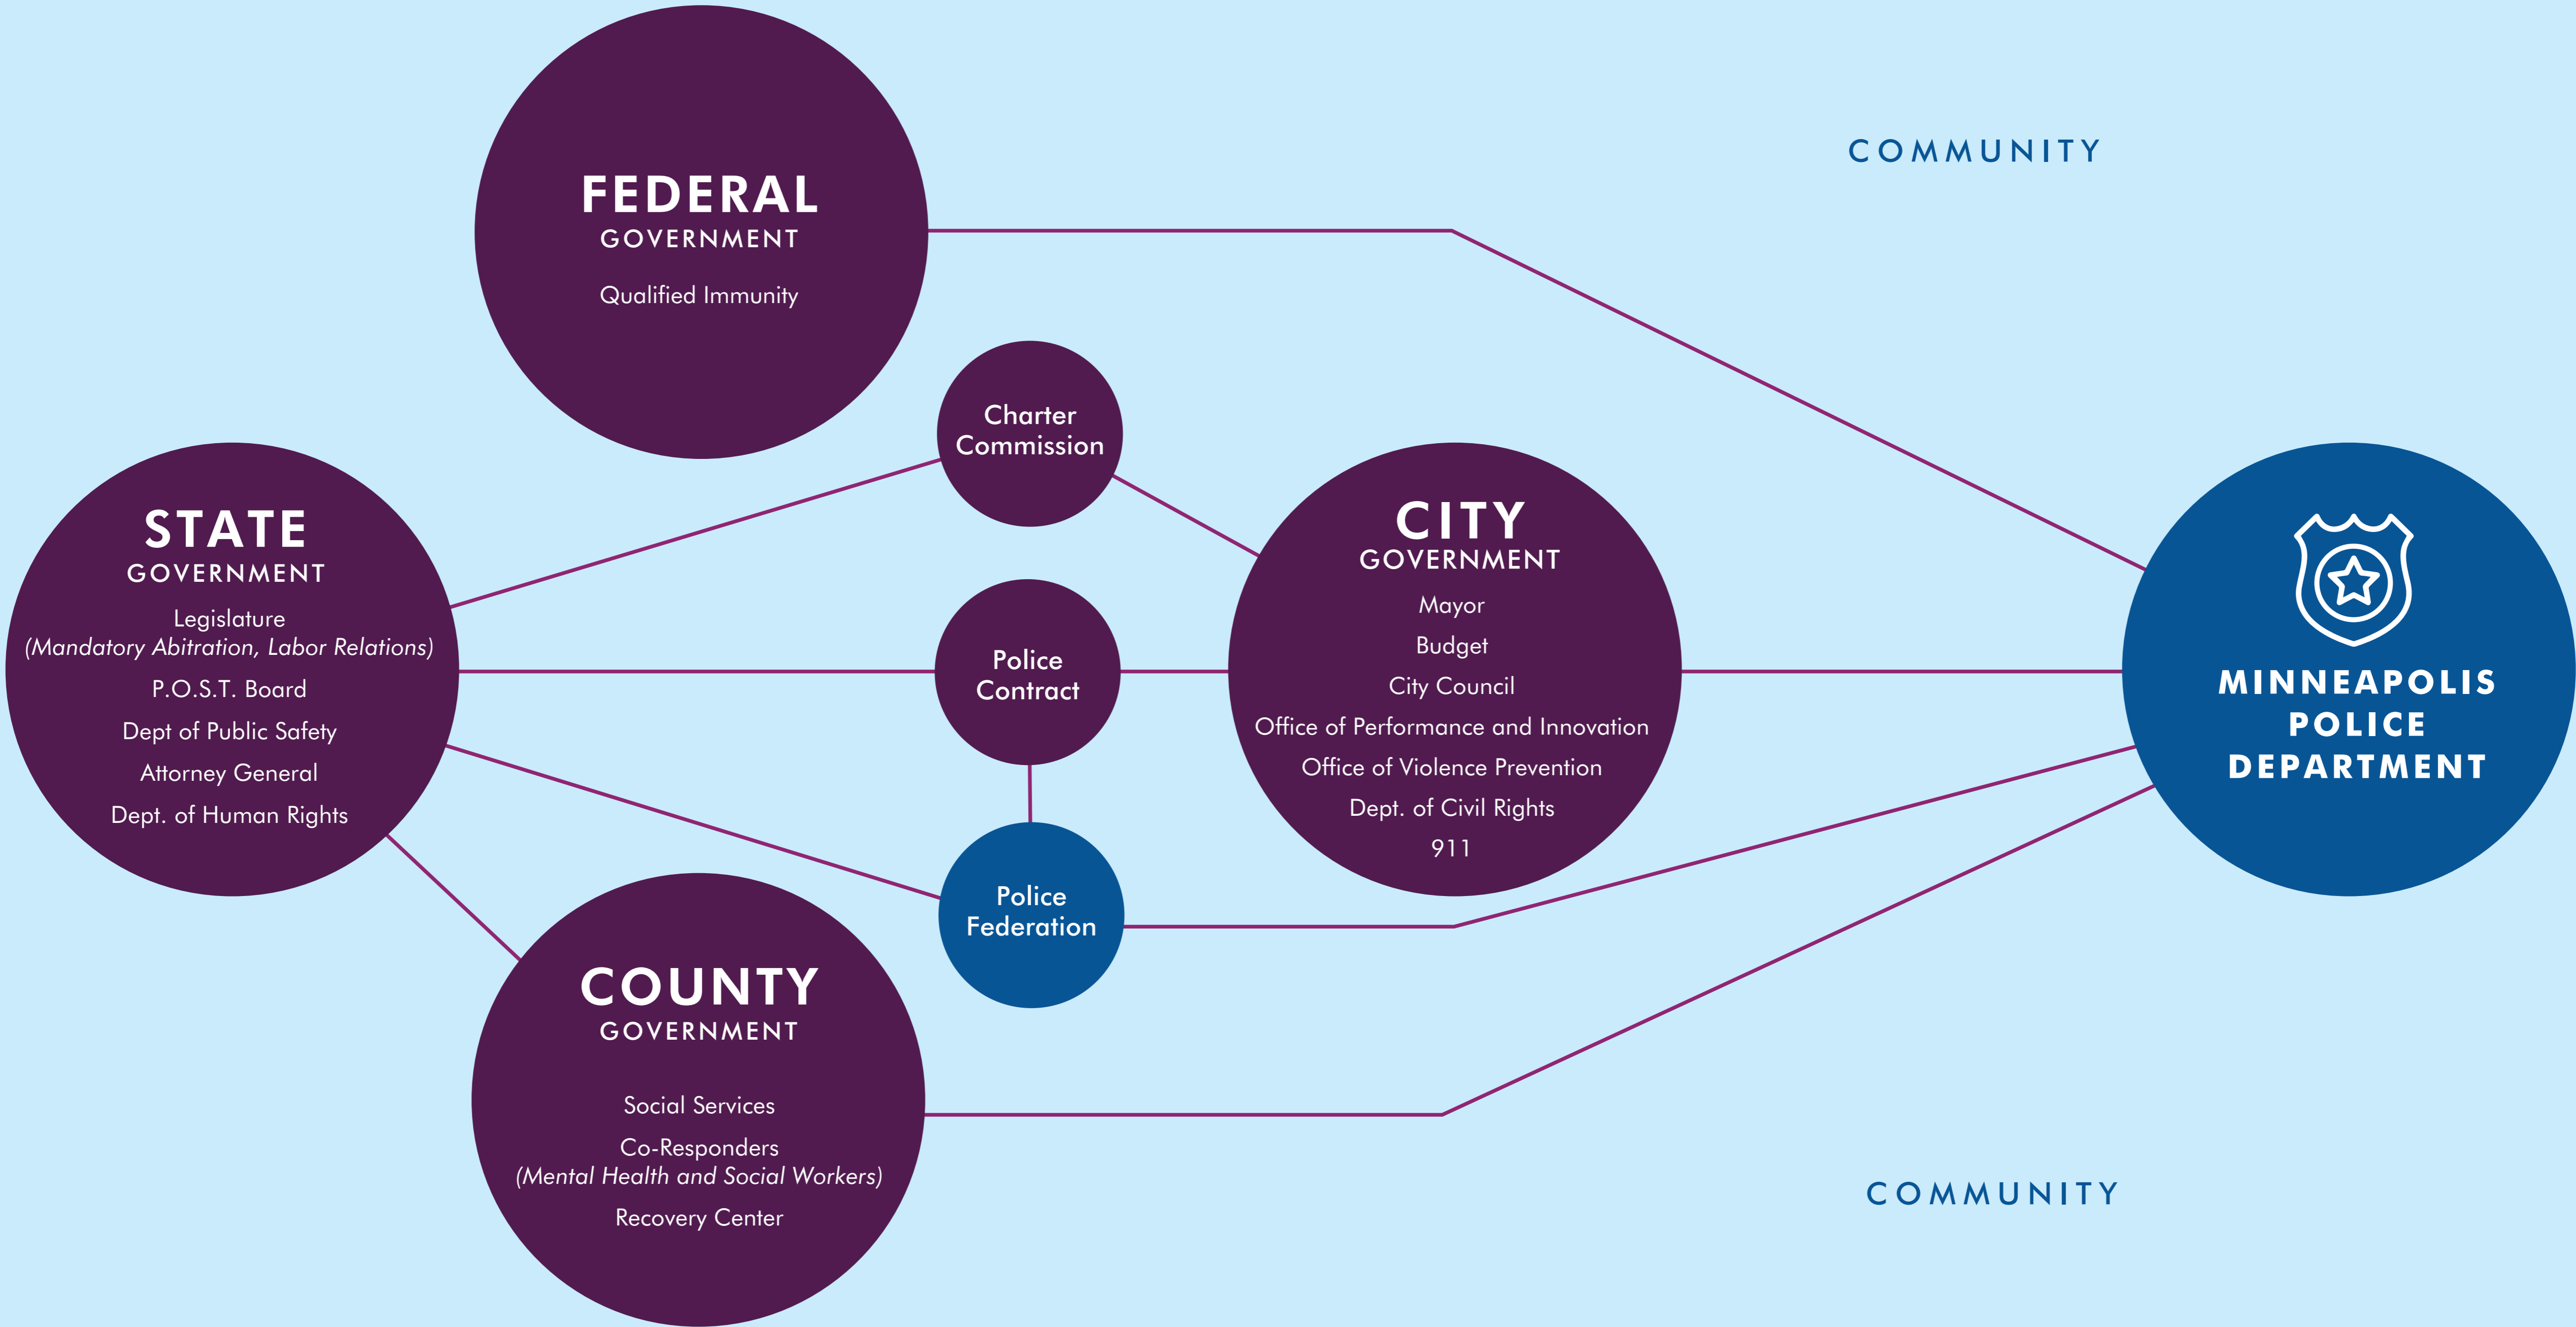 FEDERAL
GOVERNMENT
Qualified Immunity
COMMUNITY
Charter
Commission
STATE
GOVERNMENT
Legislature
(Mandatory Abitration, Labor Relations)
P.O.S.T. Board
Dept of Public Safety
Attorney General
Dept. of Human Rights
Police
Contract
CITY
GOVERNMENT
Mayor
Budget
City Council
Office of Performance and Innovation
Office of Violence Prevention
Dept. of Civil Rights
911
MINNEAPOLIS
POLICE
DEPARTMENT
Police
Federation
COUNTY
GOVERNMENT
Social Services
Co-Responders
(Mental Health and Social Workers)
Recovery Center
COMMUNITY